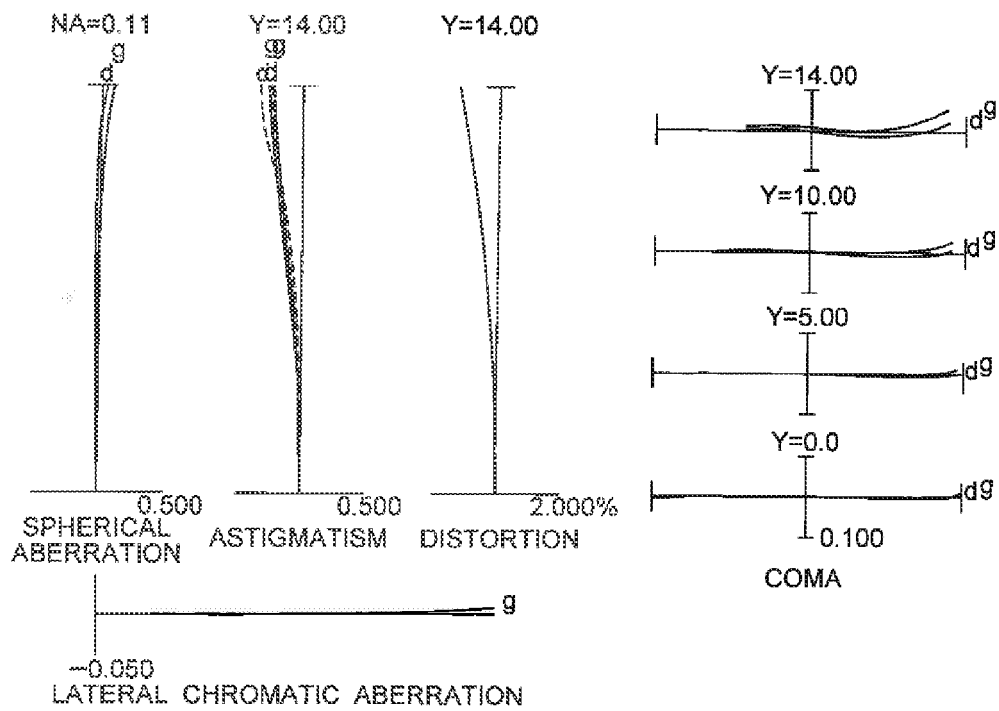 NA=0.11
g
d
0.500
SPHERICAL
ABERRATION
Y=14.00
g g
d d
0.500
ASTIGMATISM
Y=14.00
2.000%
DISTORTION
Y=14.00
d g
Y=10.00
d g
Y=5.00
d g
Y=0.0
d g
0.100
COMA
g
−0.050
LATERAL CHROMATIC ABERRATION